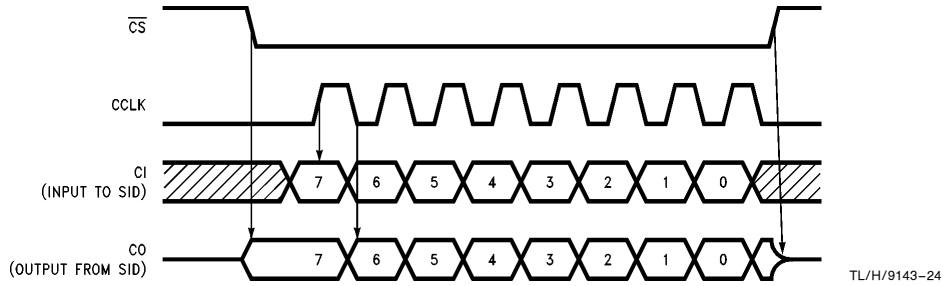 CS
CCLK
CI
(INPUT TO SID)
7 6 5 4 3 2 1 0
CO
(OUTPUT FROM SID)
7 6 5 4 3 2 1 0
TL/H/9143-24